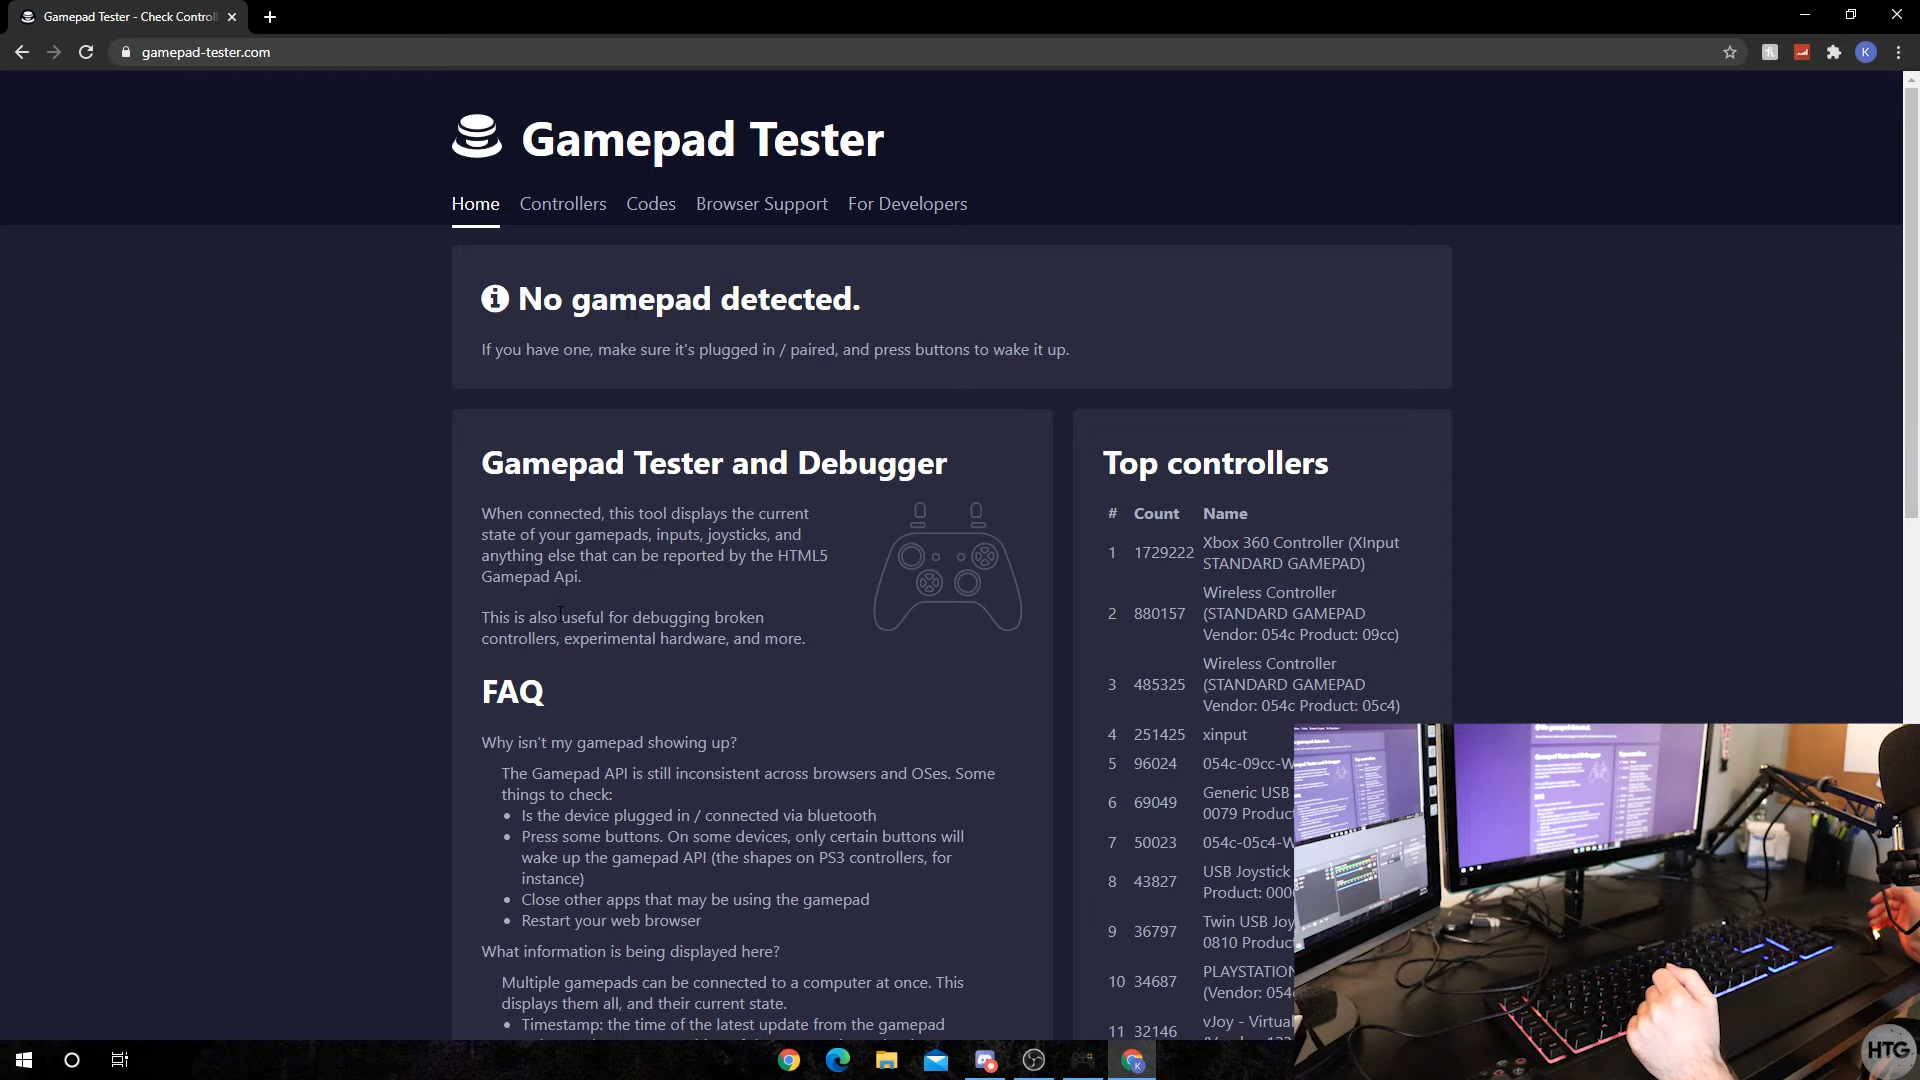 Gamepad Tester - Check Controll
gamepad-tester.com
K
Gamepad Tester
Home Controllers Codes Browser Support For Developers
No gamepad detected.
If you have one, make sure it's plugged in / paired, and press buttons to wake it up.
Gamepad Tester and Debugger
When connected, this tool displays the current
state of your gamepads, inputs, joysticks, and
anything else that can be reported by the HTML5
Gamepad Api.
This is also useful for debugging broken
controllers, experimental hardware, and more.
FAQ
Why isn't my gamepad showing up?
The Gamepad API is still inconsistent across browsers and OSes. Some
things to check:
• Is the device plugged in / connected via bluetooth
• Press some buttons. On some devices, only certain buttons will
wake up the gamepad API (the shapes on PS3 controllers, for
instance)
• Close other apps that may be using the gamepad
• Restart your web browser
What information is being displayed here?
Multiple gamepads can be connected to a computer at once. This
displays them all, and their current state.
• Timestamp: the time of the latest update from the gamepad
Top controllers
# Count Name
1 1729222 Xbox 360 Controller (XInput
STANDARD GAMEPAD)
2 880157 Wireless Controller
(STANDARD GAMEPAD
Vendor: 054c Product: 09cc)
3 485325 Wireless Controller
(STANDARD GAMEPAD
Vendor: 054c Product: 05c4)
4 251425 xinput
5 96024 054c-09cc-W
6 69049 Generic USB
0079 Produc
7 50023 054c-05c4-W
8 43827 USB Joystick
Product: 000
9 36797 Twin USB Joy
0810 Produc
10 34687 PLAYSTATION
(Vendor: 054
11 32146 vJoy - Virtual
HTG